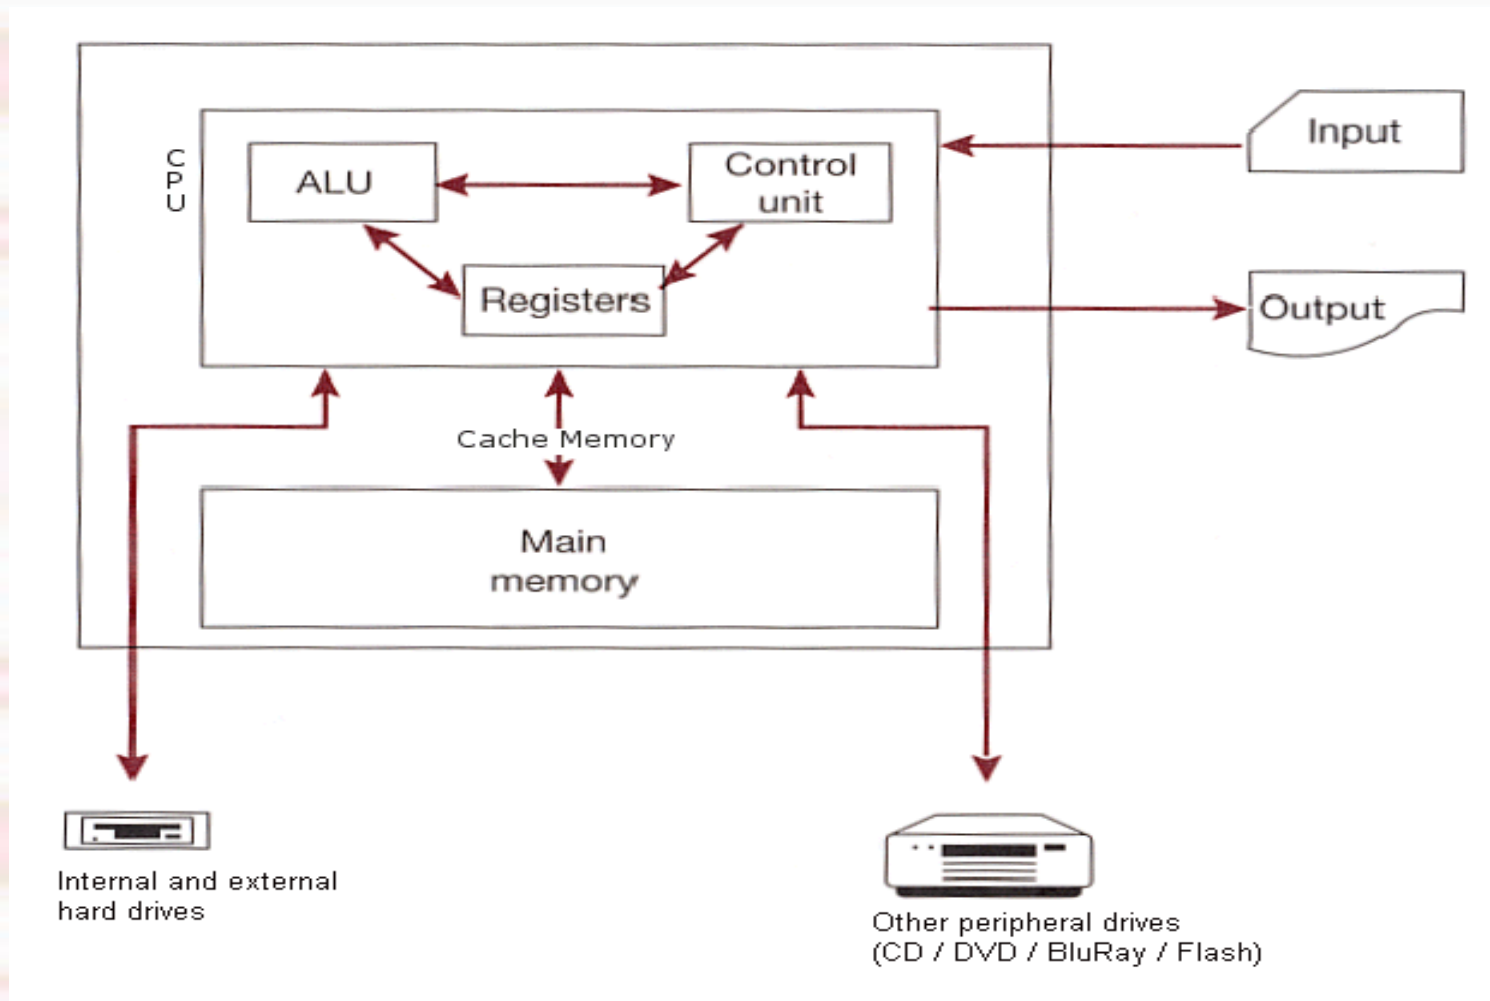 CPU
ALU
Control
unit
Input
Registers
Output
Cache Memory
Main
memory
Internal and external
hard drives
Other peripheral drives
(CD / DVD / BluRay / Flash)